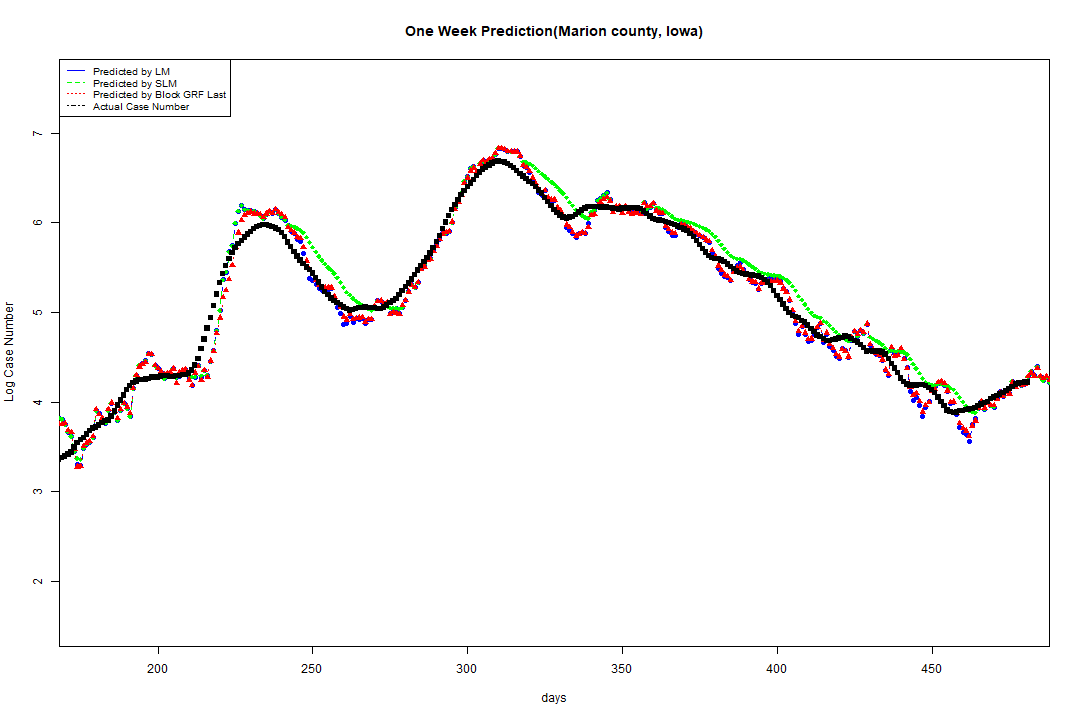 One Week Prediction(Marion county, Iowa)
Predicted by LM
Predicted by SLM
Predicted by Block GRF Last
Actual Case Number
7
6
5
4
3
2
Log Case Number
200 250 300 350 400 450
days